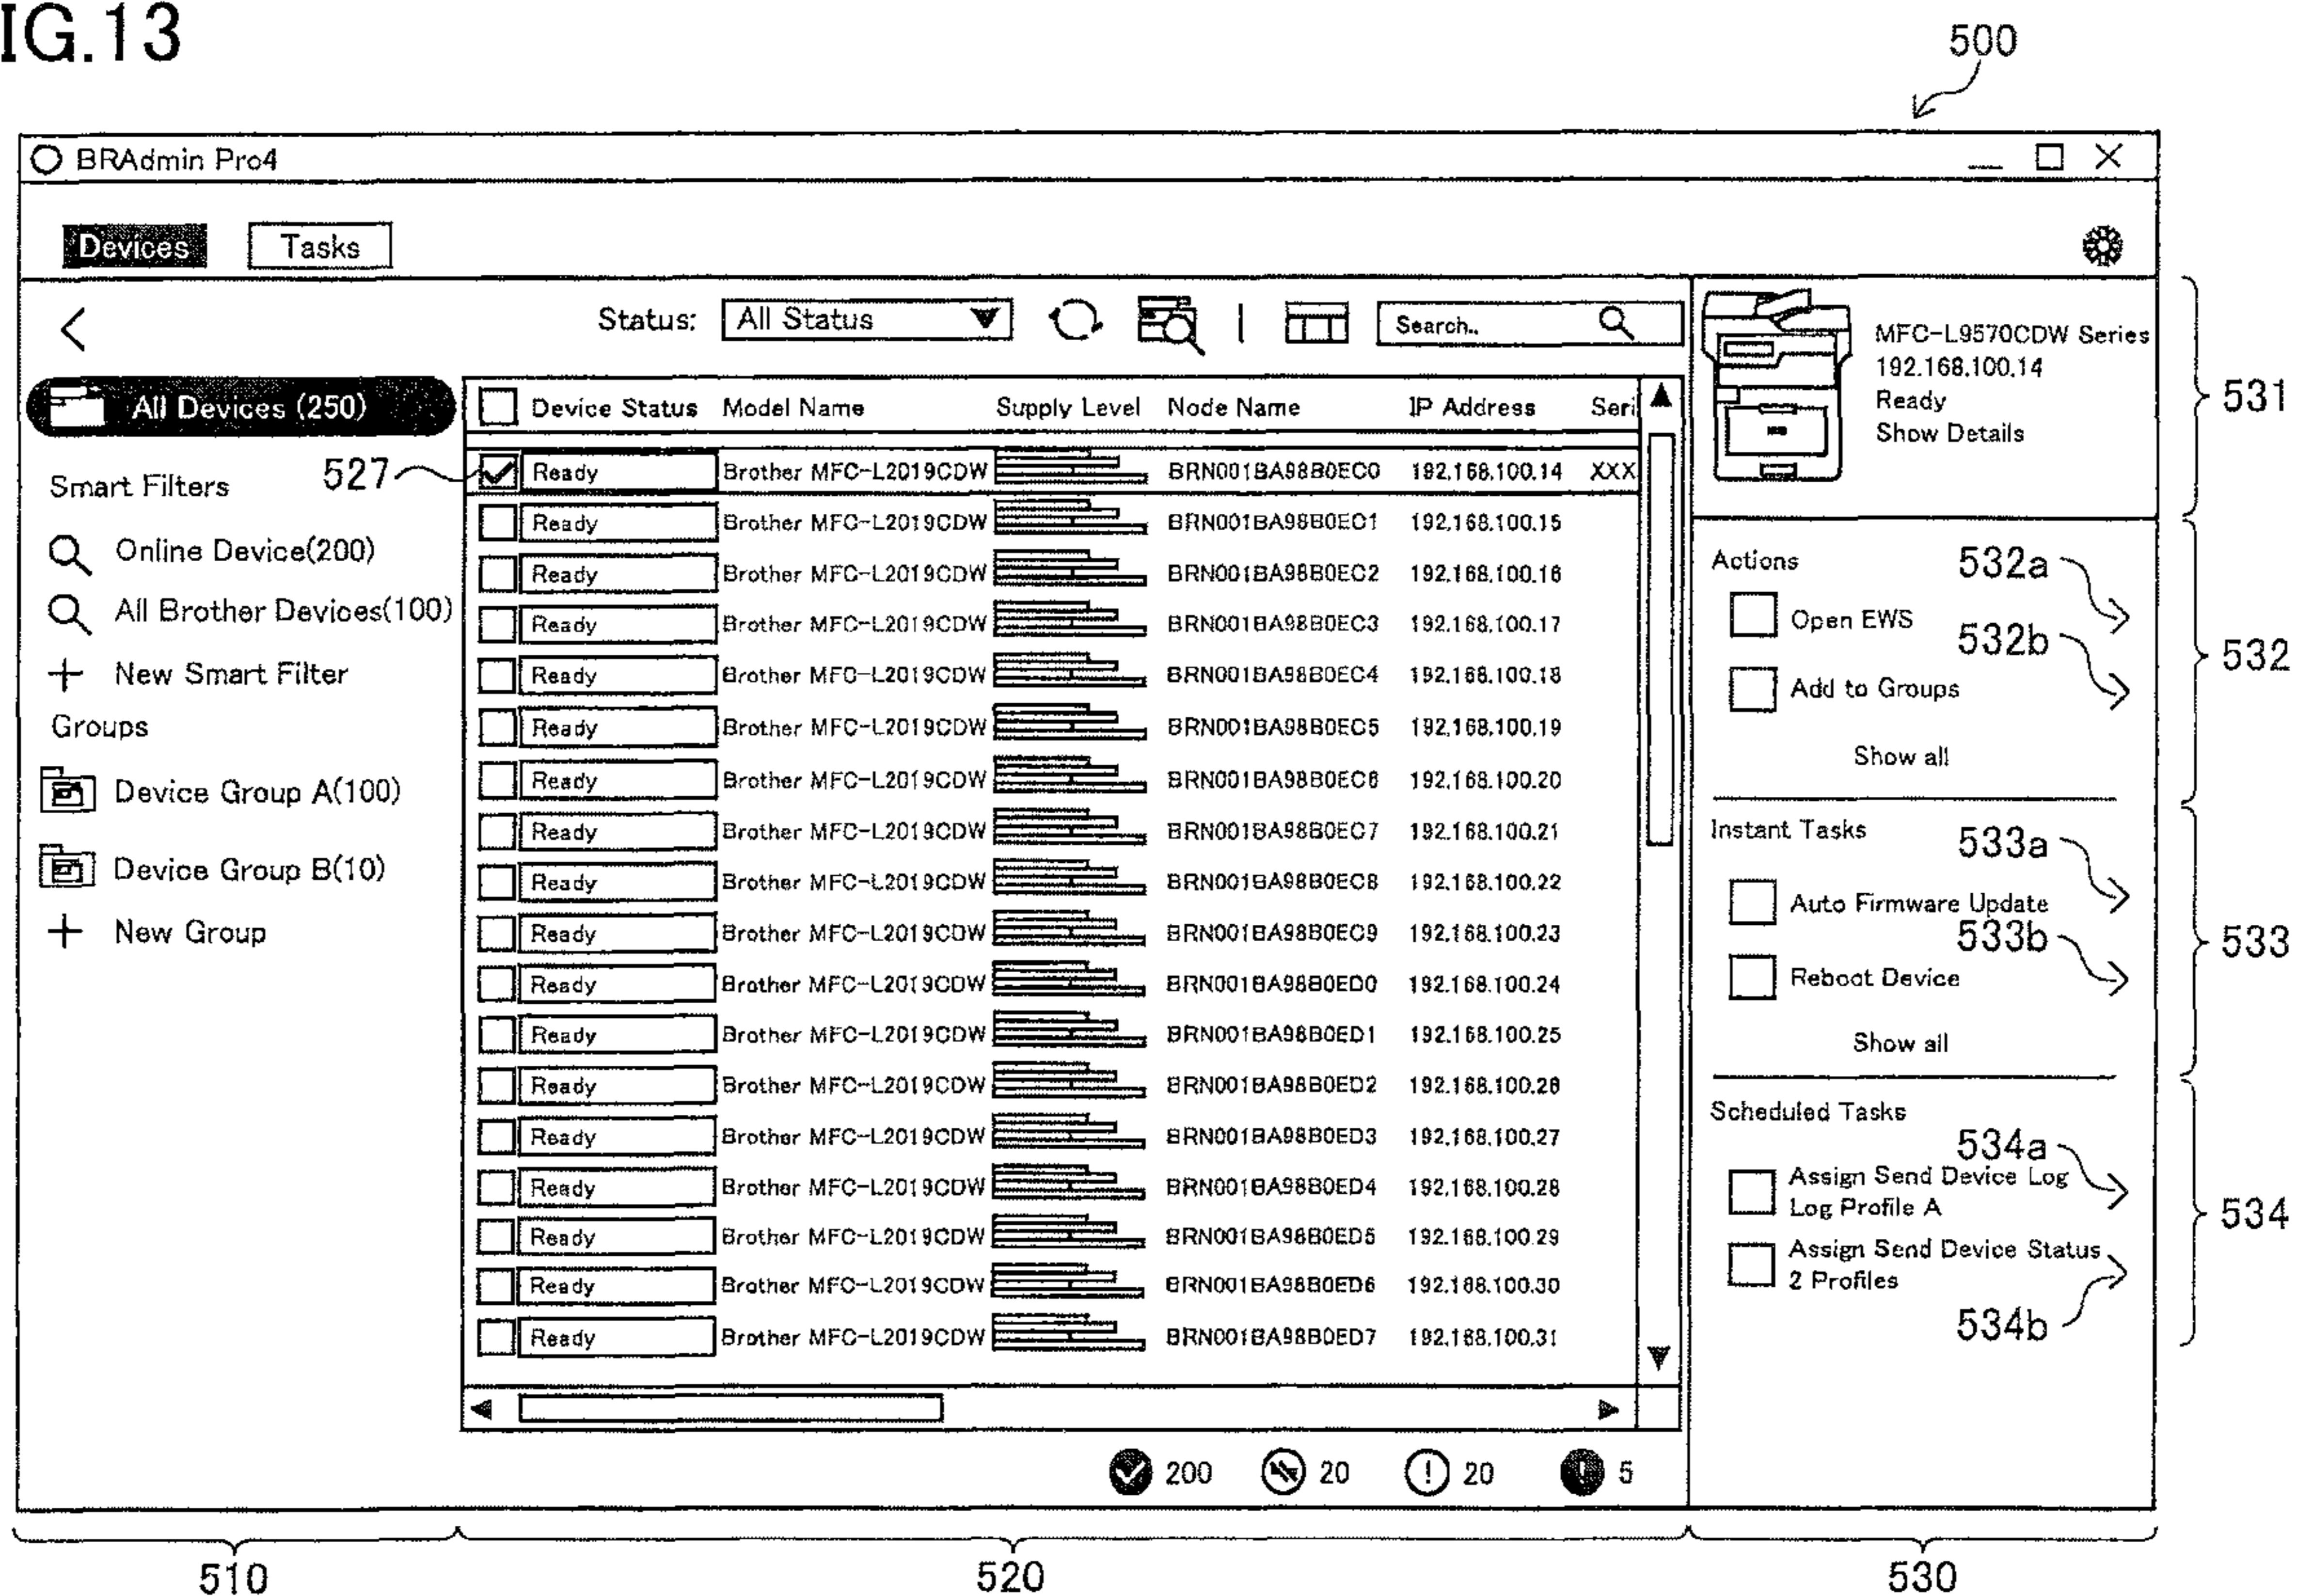 IG.13
500
BRAdmin Pro4
Devices Tasks
Status: All Status Search..
All Devices (250)
Smart Filters
Online Device(200)
All Brother Devices(100)
New Smart Filter
Groups
Device Group A(100)
Device Group B(10)
New Group
527
Device Status Model Name Supply Level Node Name IP Address Seri
Ready Brother MFC-L2019CDW BRN001BA98B0EC0 192.168.100.14 XXX
Ready Brother MFC-L2019CDW BRN001BA98B0EC1 192.168.100.15
Ready Brother MFC-L2019CDW BRN001BA98B0EC2 192.168.100.16
Ready Brother MFC-L2019CDW BRN001BA98B0EC3 192.168.100.17
Ready Brother MFC-L2019CDW BRN001BA98B0EC4 192.168.100.18
Ready Brother MFC-L2019CDW BRN001BA98B0EC5 192.168.100.19
Ready Brother MFC-L2019CDW BRN001BA98B0EC6 192.168.100.20
Ready Brother MFC-L2019CDW BRN001BA98B0EC7 192.168.100.21
Ready Brother MFC-L2019CDW BRN001BA98B0EC8 192.168.100.22
Ready Brother MFC-L2019CDW BRN001BA98B0EC9 192.168.100.23
Ready Brother MFC-L2019CDW BRN001BA98B0ED0 192.168.100.24
Ready Brother MFC-L2019CDW BRN001BA98B0ED1 192.168.100.25
Ready Brother MFC-L2019CDW BRN001BA98B0ED2 192.168.100.26
Ready Brother MFC-L2019CDW BRN001BA98B0ED3 192.168.100.27
Ready Brother MFC-L2019CDW BRN001BA98B0ED4 192.168.100.28
Ready Brother MFC-L2019CDW BRN001BA98B0ED5 192.168.100.29
Ready Brother MFC-L2019CDW BRN001BA98B0ED6 192.168.100.30
Ready Brother MFC-L2019CDW BRN001BA98B0ED7 192.168.100.31
200 20 20 5
MFC-L9570CDW Series
192.168.100.14
Ready
Show Details
531
Actions
532a
Open EWS
532b
Add to Groups
Show all
532
Instant Tasks
533a
Auto Firmware Update
533b
Reboot Device
Show all
533
Scheduled Tasks
534a
Assign Send Device Log
Log Profile A
Assign Send Device Status
2 Profiles
534b
534
510 520 530